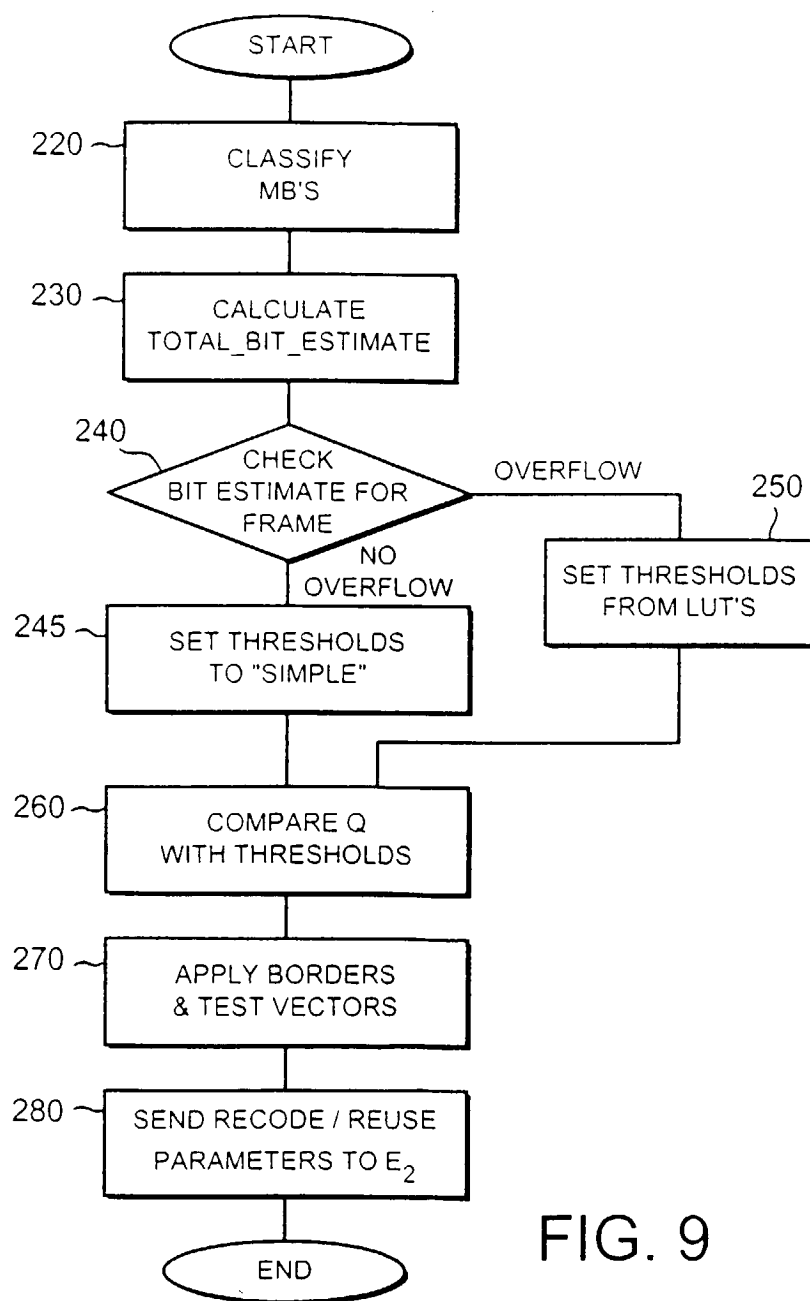 START
220
CLASSIFY
MB'S
230
CALCULATE
TOTAL_BIT_ESTIMATE
240
CHECK
BIT ESTIMATE FOR
FRAME
OVERFLOW
NO
OVERFLOW
250
SET THRESHOLDS
FROM LUT'S
245
SET THRESHOLDS
TO "SIMPLE"
260
COMPARE Q
WITH THRESHOLDS
270
APPLY BORDERS
& TEST VECTORS
280
SEND RECODE / REUSE
PARAMETERS TO E2
END
FIG. 9